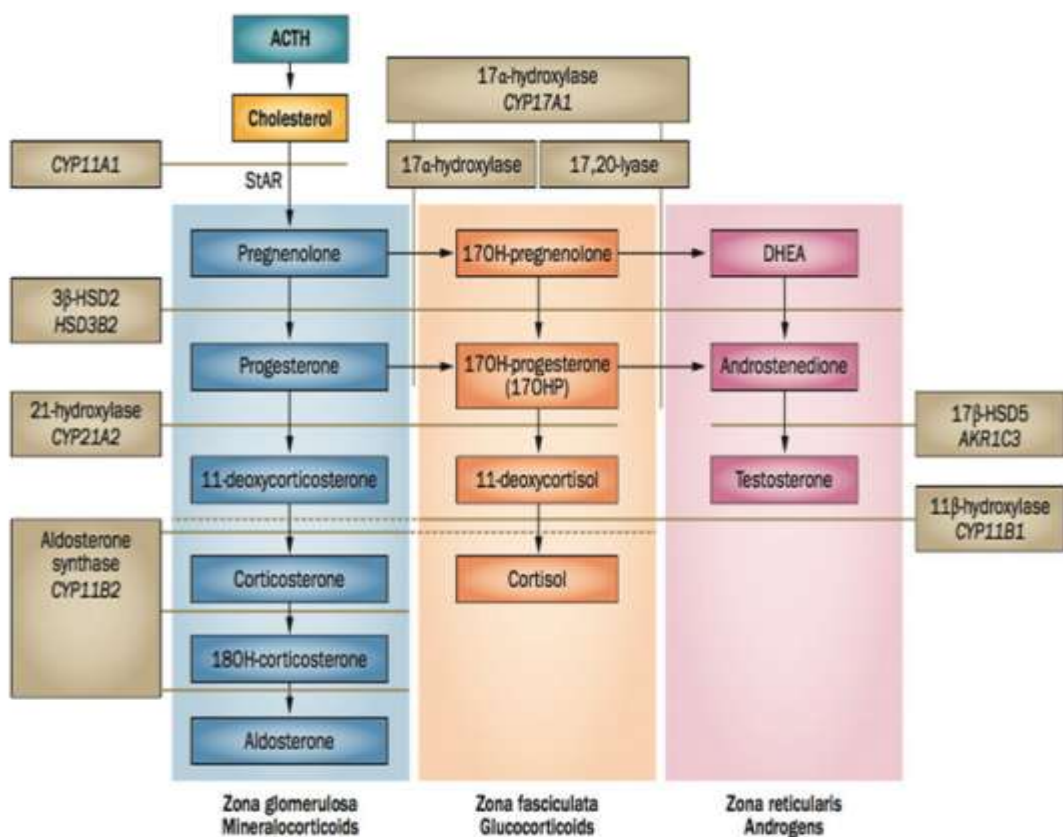 ACTH
Cholesterol
17α-hydroxylase
CYP17A1
CYP11A1
StAR
17α-hydroxylase
17,20-lyase
Pregnenolone
17OH-pregnenolone
DHEA
3β-HSD2
HSD3B2
Progesterone
17OH-progesterone
(17OHP)
Androstenedione
21-hydroxylase
CYP21A2
17β-HSD5
AKR1C3
11-deoxycorticosterone
11-deoxycortisol
Testosterone
11β-hydroxylase
CYP11B1
Aldosterone
synthase
CYP11B2
Corticosterone
Cortisol
18OH-corticosterone
Aldosterone
Zona glomerulosa
Mineralocorticoids
Zona fasciculata
Glucocorticoids
Zona reticularis
Androgens